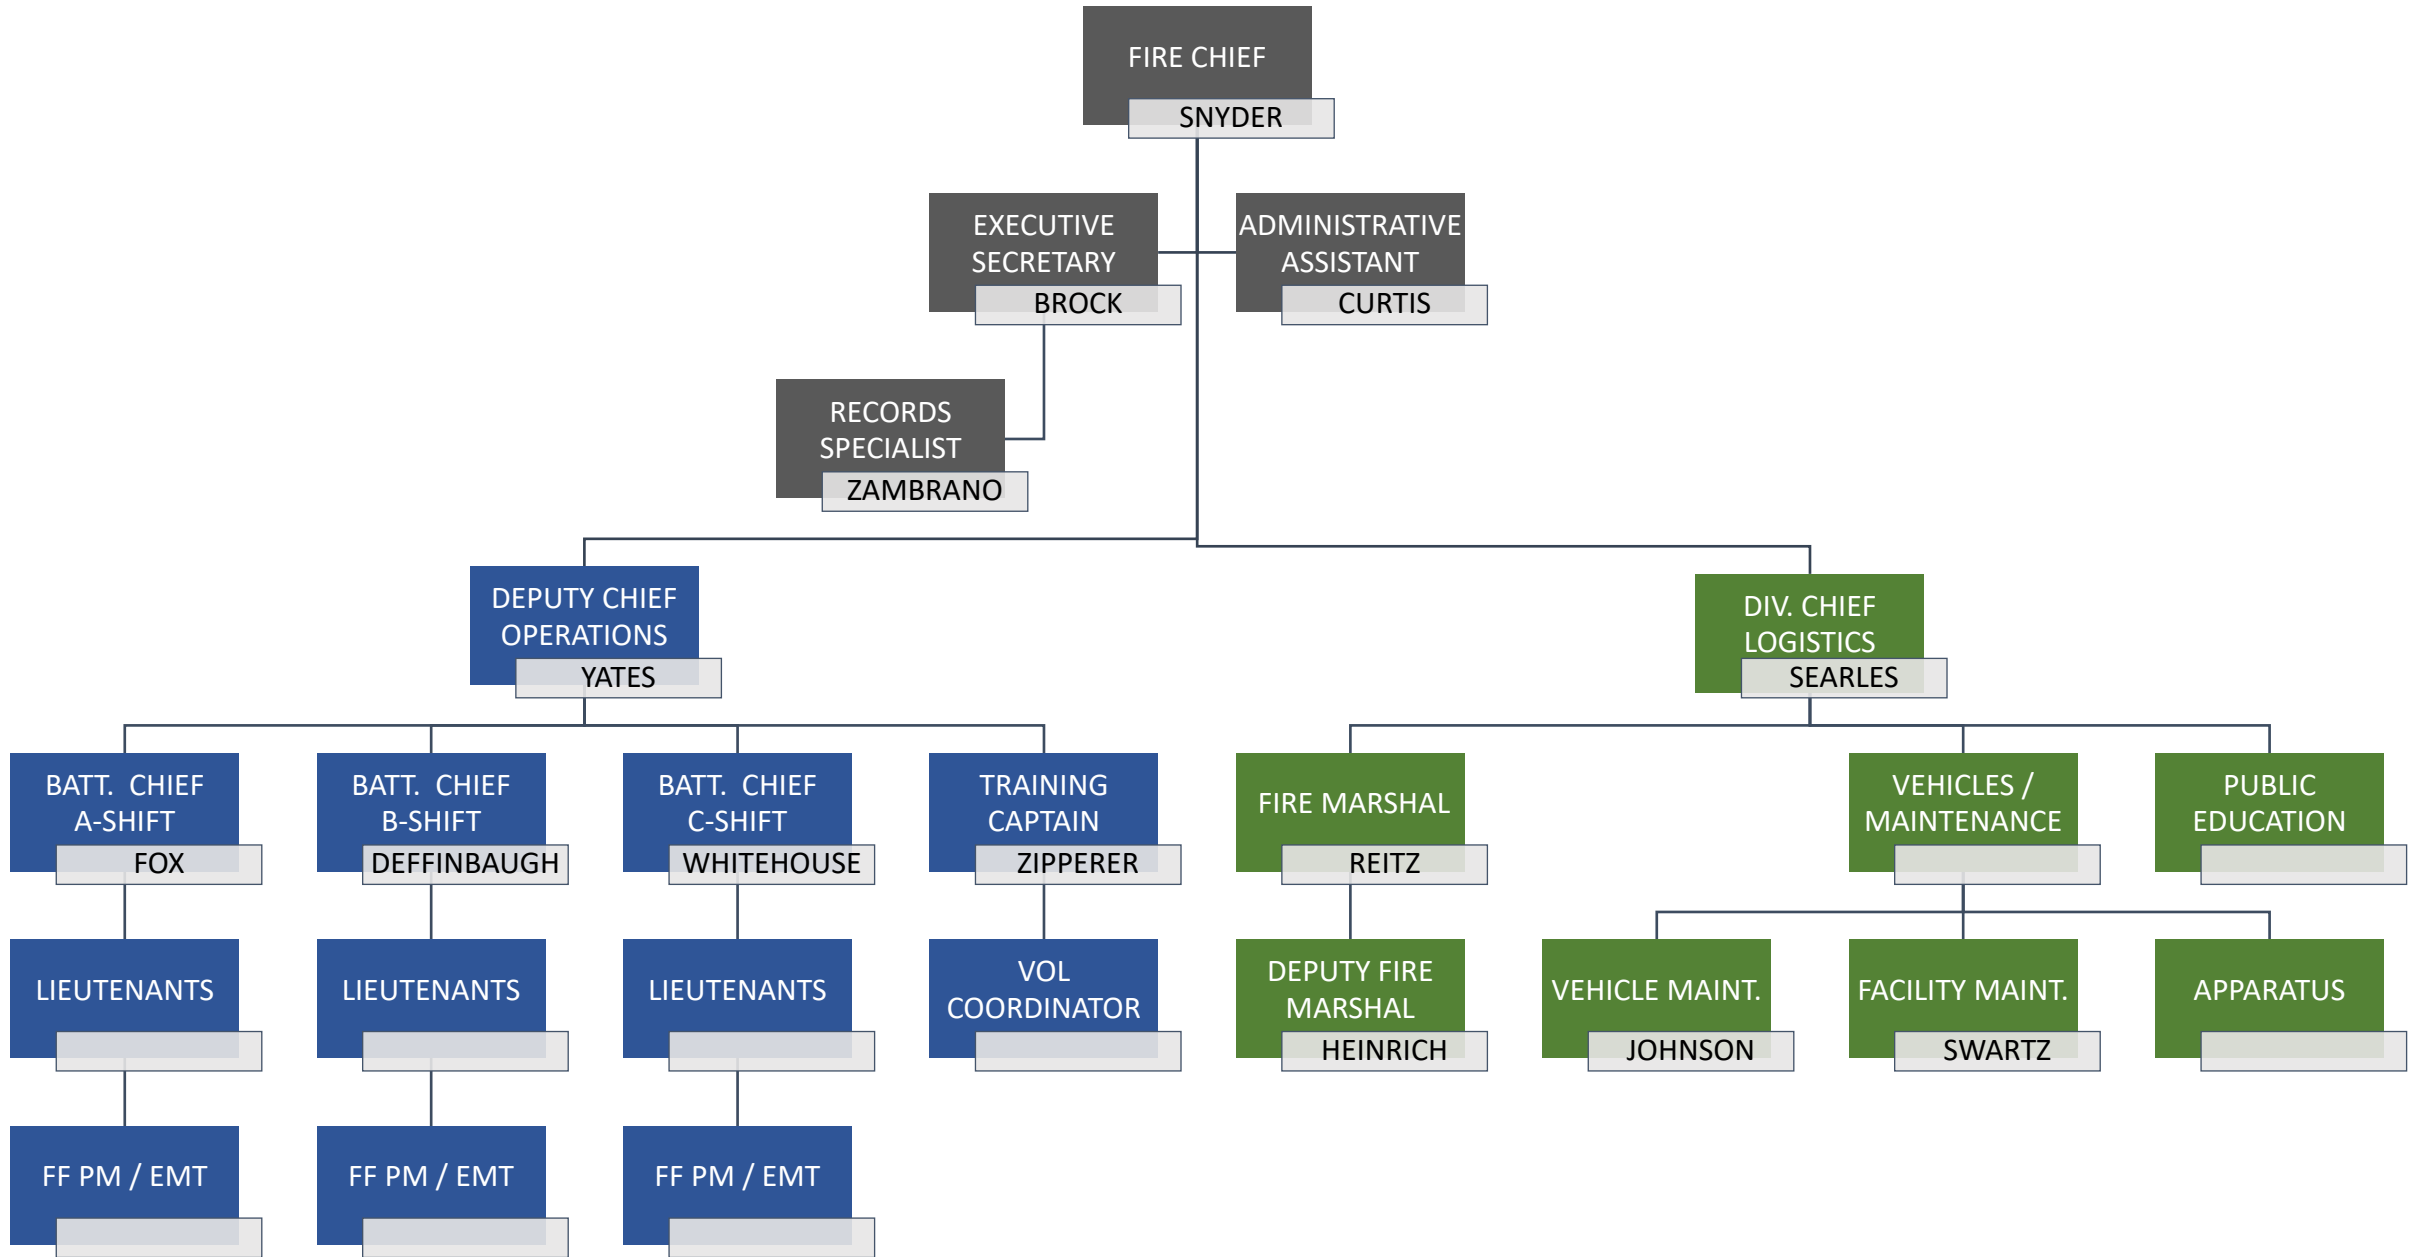 FIRE CHIEF
SNYDER
EXECUTIVE
SECRETARY
BROCK
ADMINISTRATIVE
ASSISTANT
CURTIS
RECORDS
SPECIALIST
ZAMBRANO
DEPUTY CHIEF
OPERATIONS
YATES
DIV. CHIEF
LOGISTICS
SEARLES
BATT. CHIEF
A-SHIFT
FOX
BATT. CHIEF
B-SHIFT
DEFFINBAUGH
BATT. CHIEF
C-SHIFT
WHITEHOUSE
TRAINING
CAPTAIN
ZIPPERER
FIRE MARSHAL
REITZ
VEHICLES /
MAINTENANCE
PUBLIC
EDUCATION
LIEUTENANTS
LIEUTENANTS
LIEUTENANTS
VOL
COORDINATOR
DEPUTY FIRE
MARSHAL
HEINRICH
VEHICLE MAINT.
JOHNSON
FACILITY MAINT.
SWARTZ
APPARATUS
FF PM / EMT
FF PM / EMT
FF PM / EMT